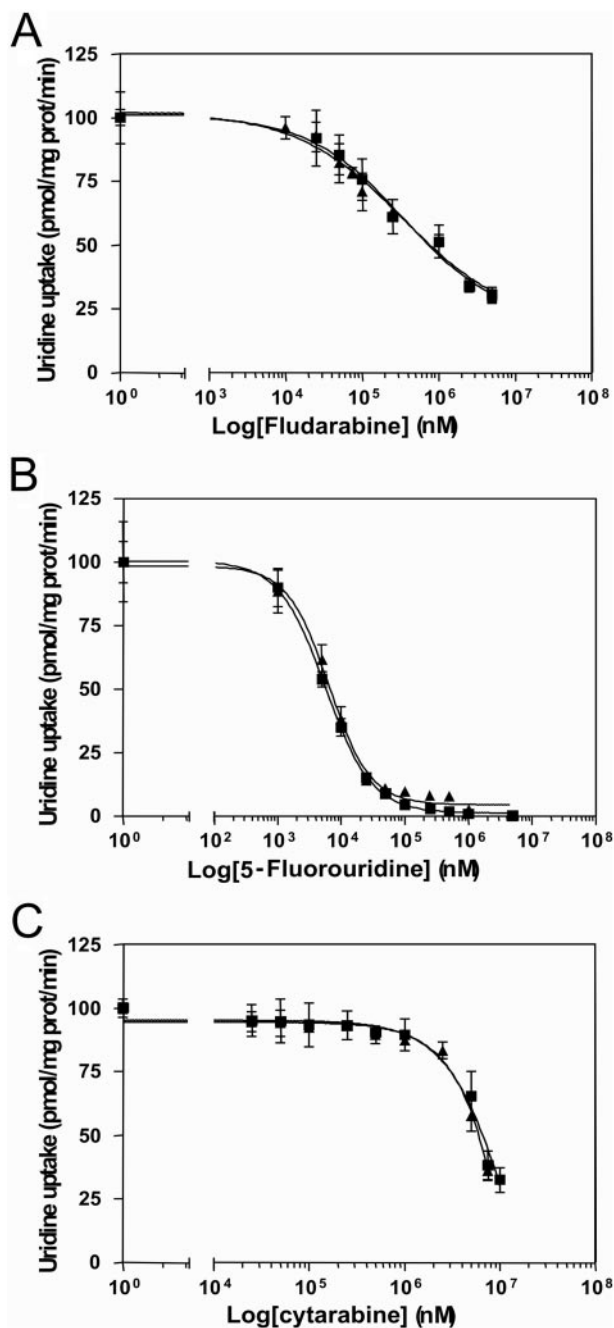 A
Uridine uptake (pmol/mg prot/min)
125
100
75
50
25
0
10⁰ 10³ 10⁴ 10⁵ 10⁶ 10⁷ 10⁸
Log[Fludarabine] (nM)
B
Uridine uptake (pmol/mg prot/min)
125
100
75
50
25
0
10⁰ 10² 10³ 10⁴ 10⁵ 10⁶ 10⁷ 10⁸
Log[5-Fluorouridine] (nM)
C
Uridine uptake (pmol/mg prot/min)
125
100
75
50
25
0
10⁰ 10⁴ 10⁵ 10⁶ 10⁷ 10⁸
Log[cytarabine] (nM)